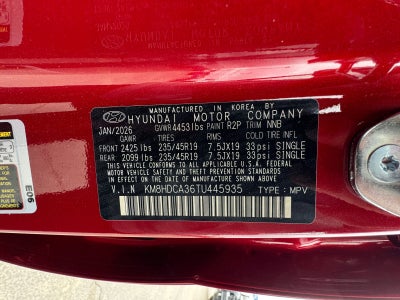 MANUFACTURED IN KOREA BY
HYUNDAI MOTOR COMPANY
JAN/2026 GVWR 4453 lbs PAINT R2P TRIM NNB
GAWR TIRES RIMS COLD TIRE INFLATION
FRONT 2425 lbs 235/45R19 7.5JX19 33psi SINGLE
REAR 2099 lbs 235/45R19 7.5JX19 33psi SINGLE
V.I.N KM8HDCA36TU445935 TYPE: MPV
THIS VEHICLE CONFORMS TO ALL APPLICABLE U.S. FEDERAL MOTOR
VEHICLE SAFETY AND THEFT PREVENTION STANDARDS IN EFFECT
ON THE DATE OF MANUFACTURE SHOWN ABOVE.
E06